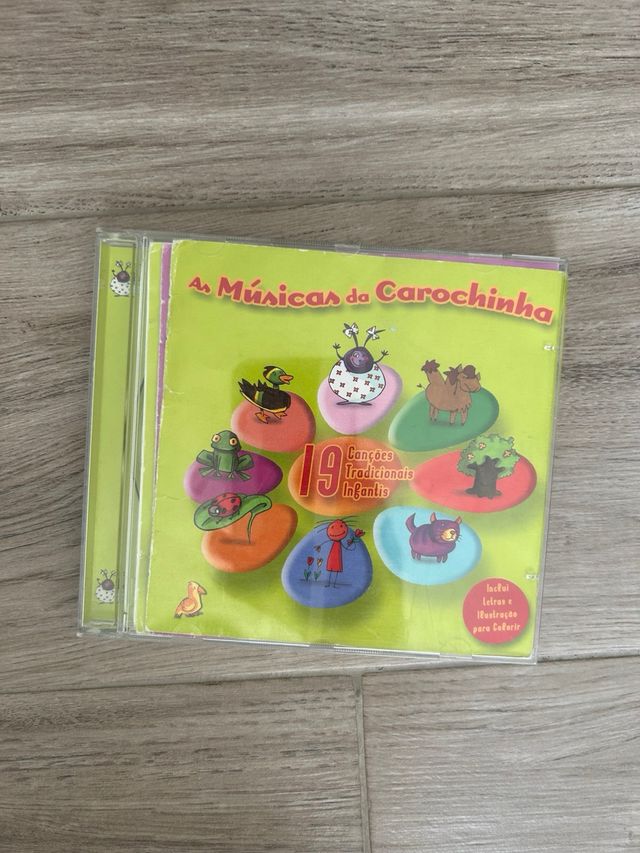 As Músicas da Carochinha
19
Canções
Tradicionais
Infantis
Inclui
Letras e
Ilustração
para Colorir